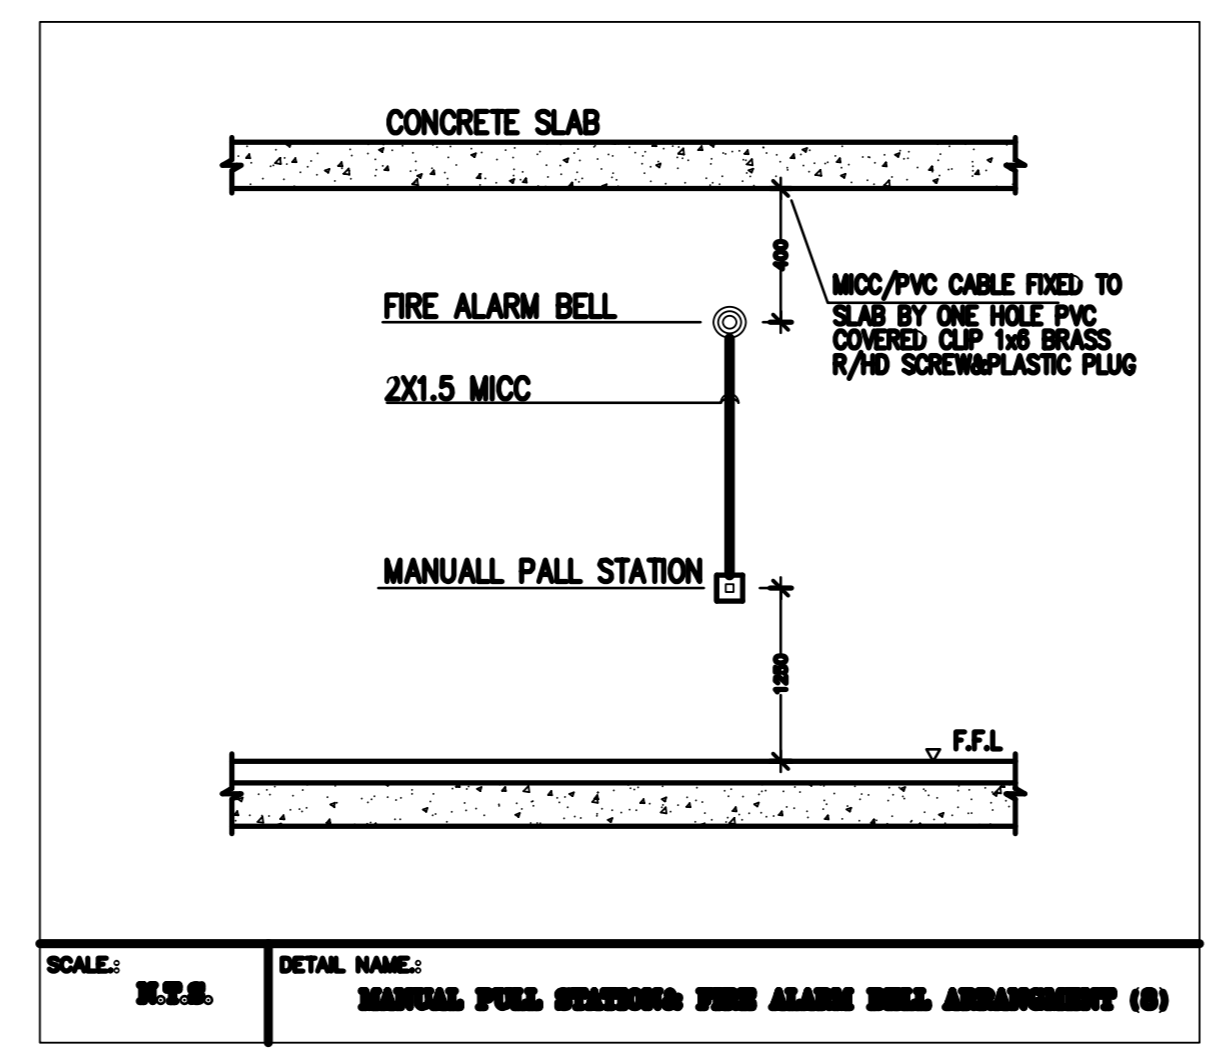 CONCRETE SLAB
400
MICC/PVC CABLE FIXED TO
SLAB BY ONE HOLE PVC
COVERED CLIP 1x6 BRASS
R/HD SCREW&PLASTIC PLUG
FIRE ALARM BELL
2X1.5 MICC
MANUALL PALL STATION
1250
F.F.L
SCALE.:
N.T.S.
DETAIL NAME.:
MANUAL PULL STATION& FIRE ALARM BELL ARRANGMENT